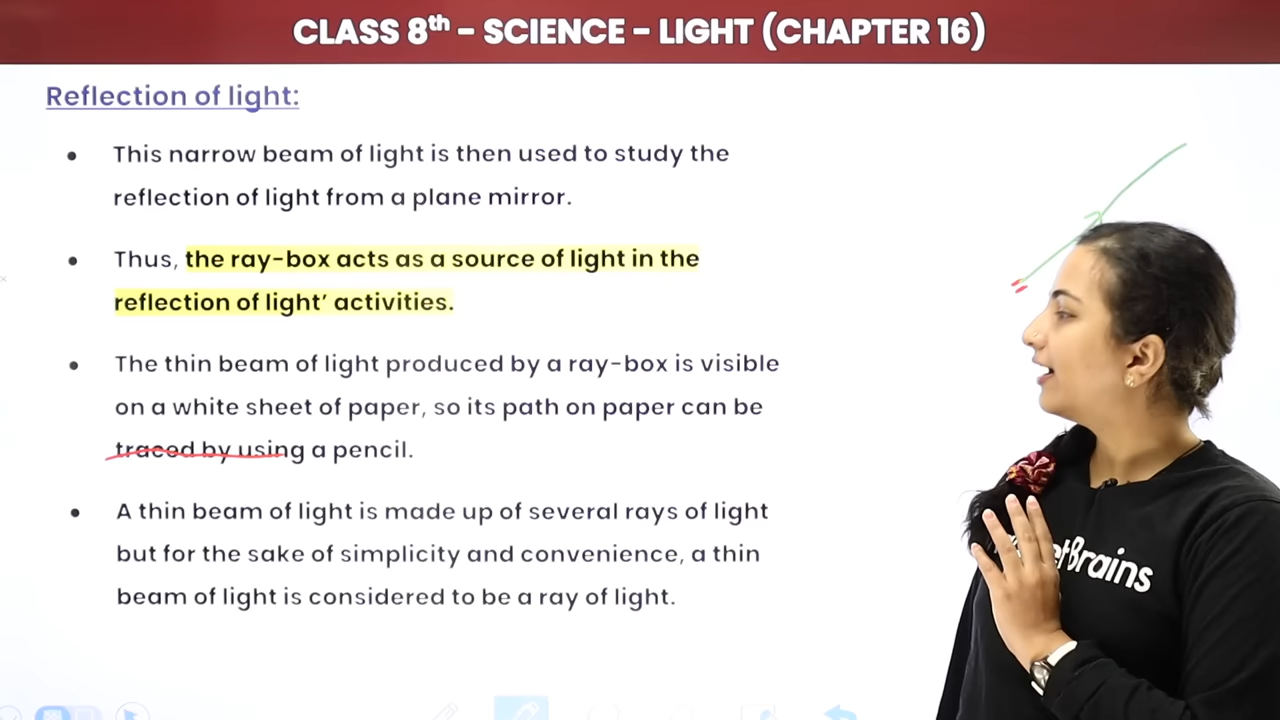 CLASS 8th – SCIENCE – LIGHT (CHAPTER 16)
Reflection of light:
• This narrow beam of light is then used to study the
reflection of light from a plane mirror.
• Thus, the ray-box acts as a source of light in the
reflection of light’ activities.
• The thin beam of light produced by a ray-box is visible
on a white sheet of paper, so its path on paper can be
traced by using a pencil.
• A thin beam of light is made up of several rays of light
but for the sake of simplicity and convenience, a thin
beam of light is considered to be a ray of light.
etBrains